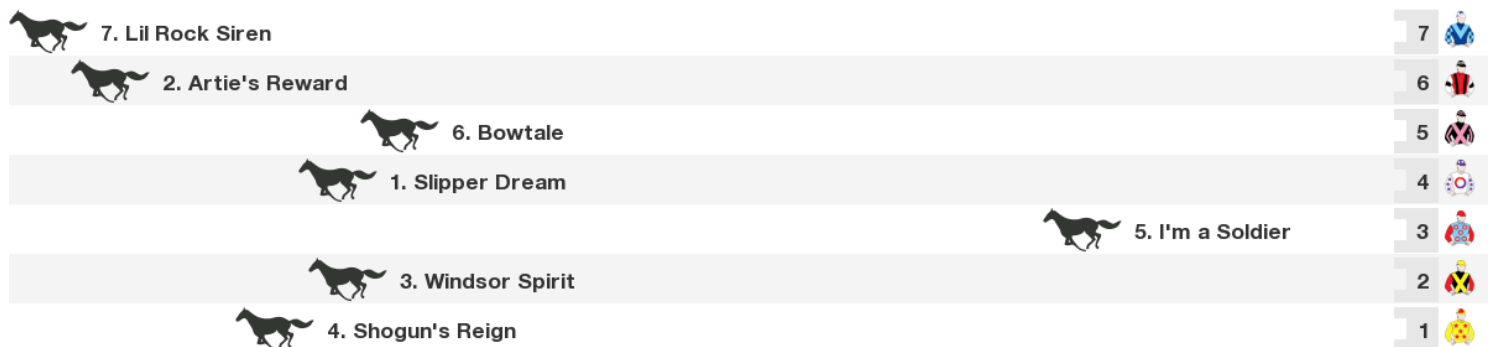 7. Lil Rock Siren 7
2. Artie's Reward 6
6. Bowtale 5
1. Slipper Dream 4
5. I'm a Soldier 3
3. Windsor Spirit 2
4. Shogun's Reign 1